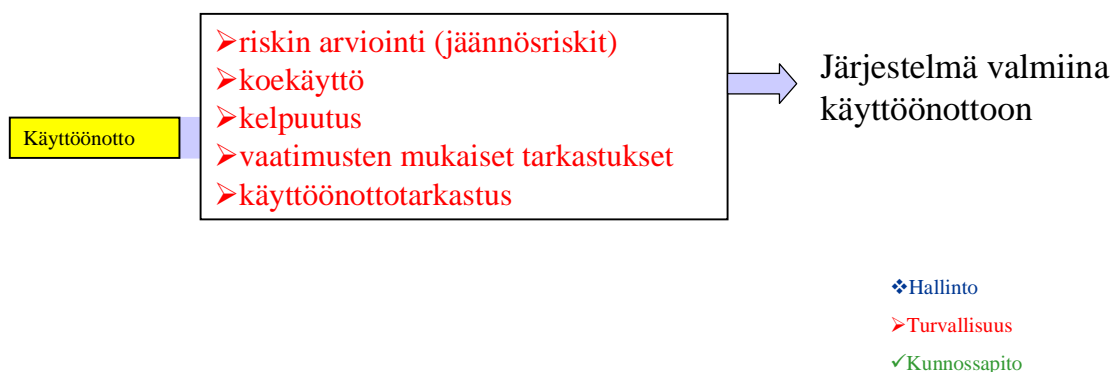 Käyttöönotto
➢riskin arviointi (jäännösriskit)
➢koekäyttö
➢kelpuutus
➢vaatimusten mukaiset tarkastukset
➢käyttöönottotarkastus
Järjestelmä valmiina
käyttöönottoon
❖Hallinto
➢Turvallisuus
✓Kunnossapito